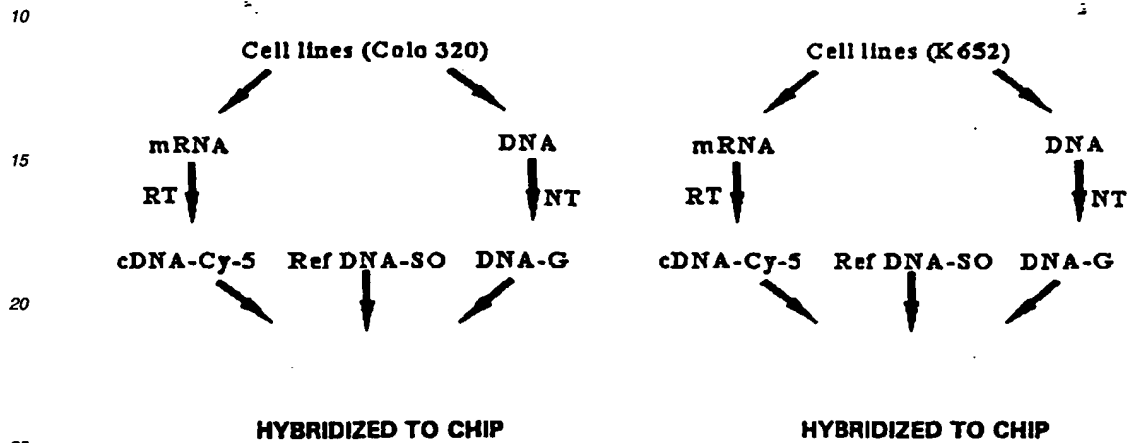 10
Cell lines (Colo 320) Cell lines (K652)
mRNA DNA mRNA DNA
15
RT NT RT NT
cDNA-Cy-5 Ref DNA-SO DNA-G cDNA-Cy-5 Ref DNA-SO DNA-G
20
HYBRIDIZED TO CHIP HYBRIDIZED TO CHIP